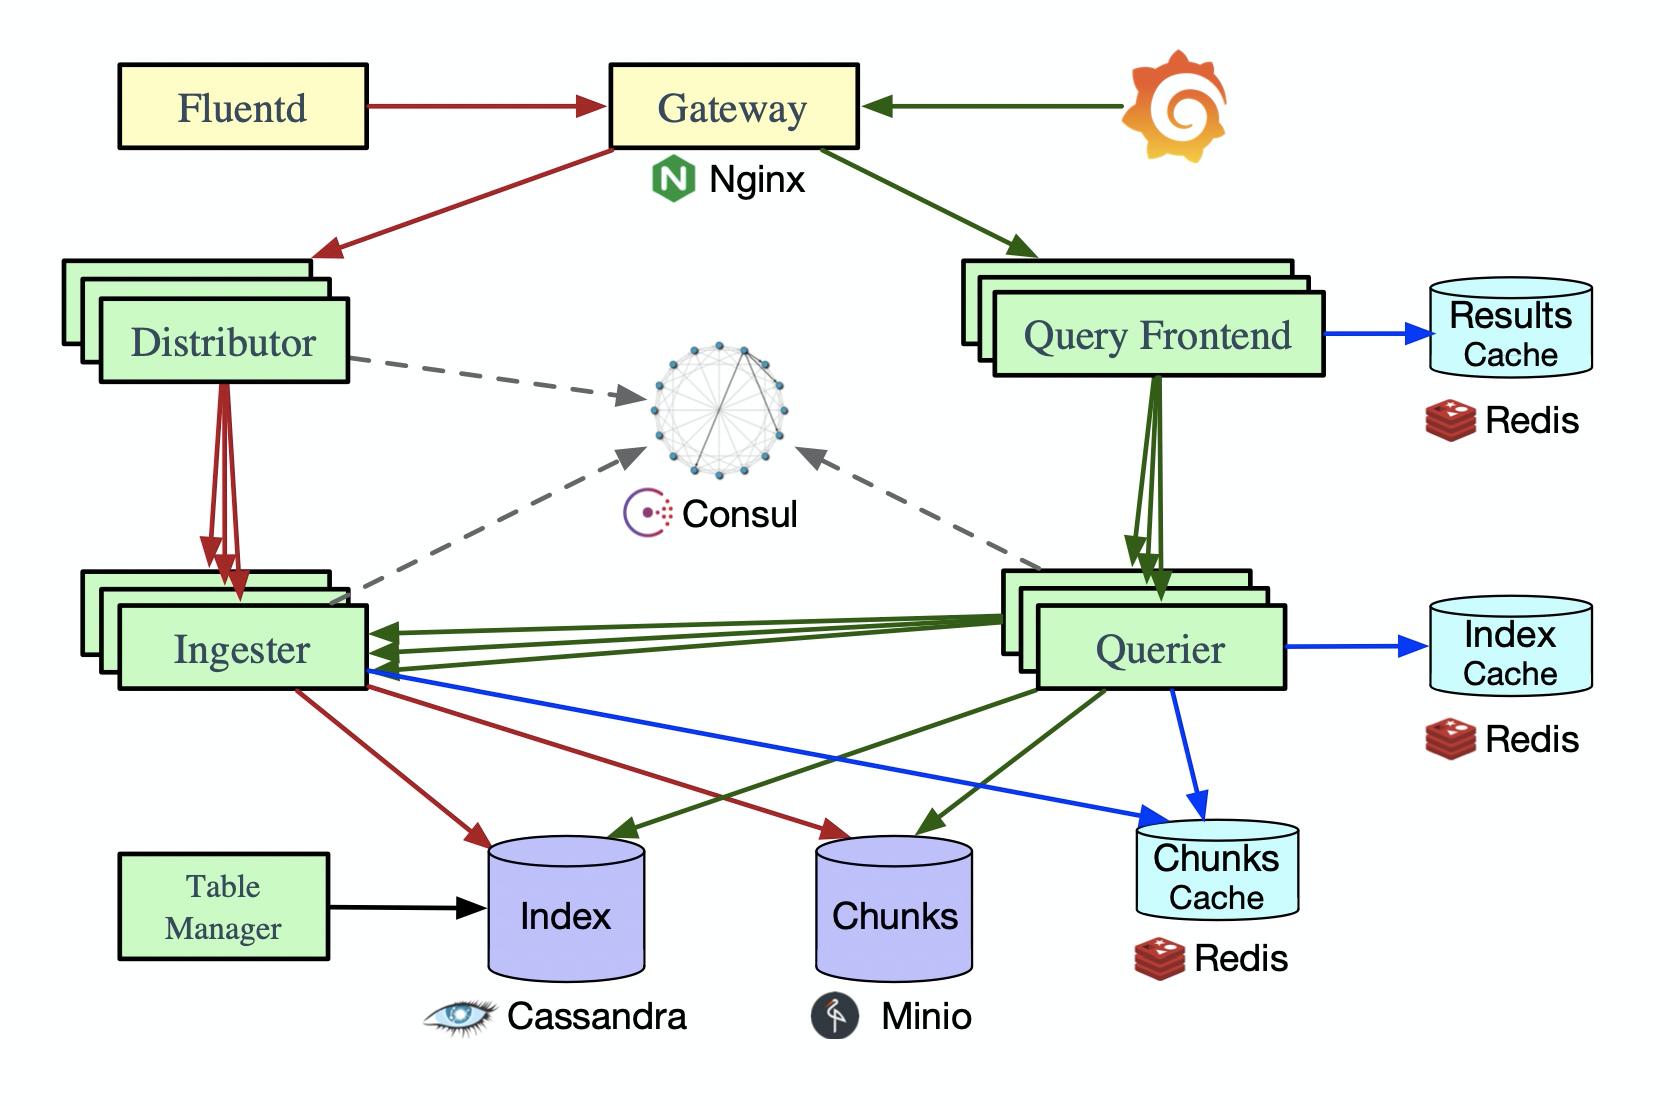 Fluentd
Gateway
Nginx
Distributor
Query Frontend
Results
Cache
Redis
Consul
Ingester
Querier
Index
Cache
Redis
Table
Manager
Index
Chunks
Chunks
Cache
Redis
Cassandra
Minio